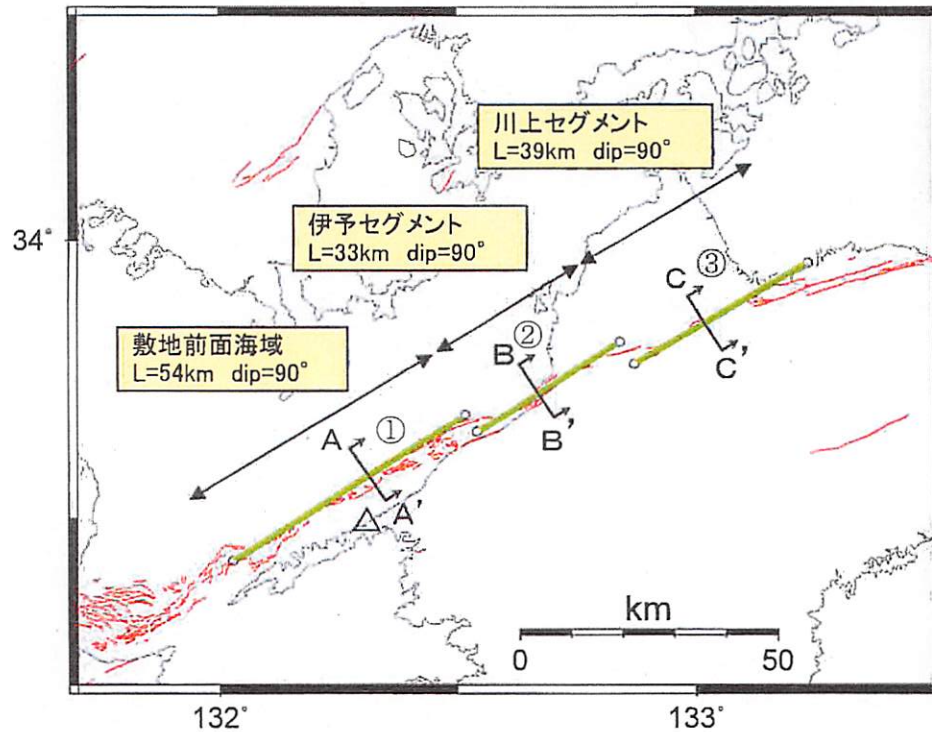 川上セグメント
L=39km dip=90°
伊予セグメント
L=33km dip=90°
34°
敷地前面海域
L=54km dip=90°
③
C
C'
②
B
B'
①
A
A'
km
0 50
132° 133°